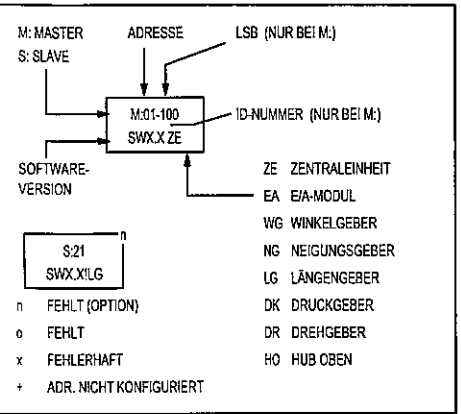 M: MASTER
S: SLAVE
ADRESSE
LSB (NUR BEI M:)
M:01-100
SWX.X ZE
ID-NUMMER (NUR BEI M:)
SOFTWARE-
VERSION
ZE ZENTRALEINHEIT
EA E/A-MODUL
WG WINKELGEBER
NG NEIGUNGSGEBER
LG LÄNGENGEBER
DK DRUCKGEBER
DR DREHGEBER
HO HUB OBEN
n
S:21
SWX.X!LG
n FEHLT (OPTION)
o FEHLT
x FEHLERHAFT
+ ADR. NICHT KONFIGURIERT